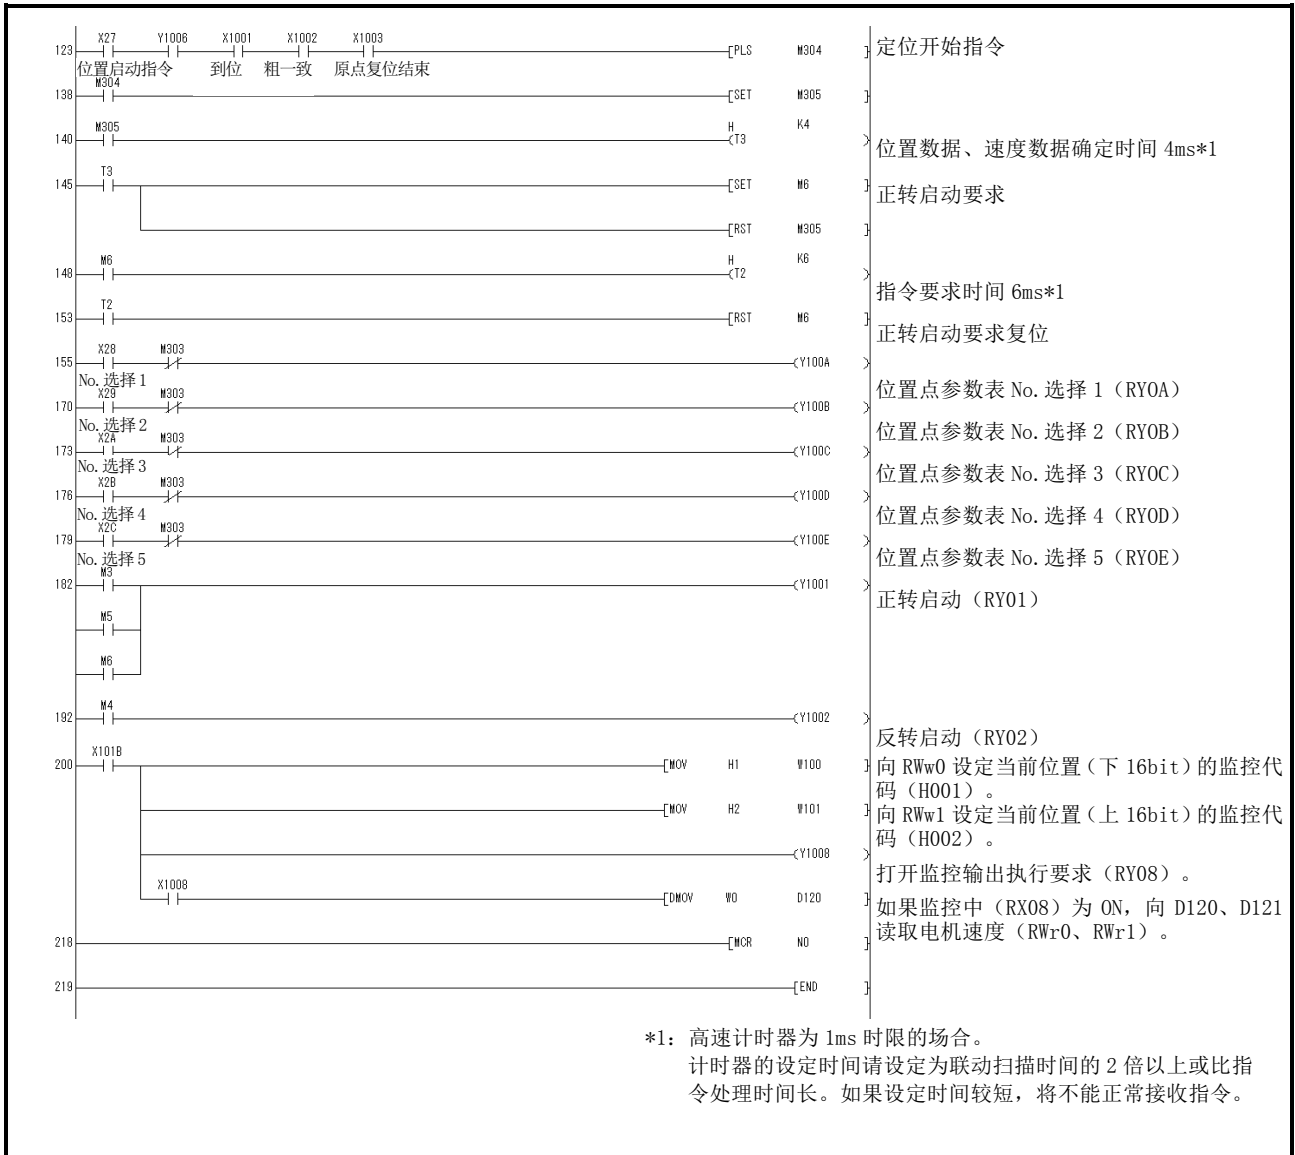 X27 Y1006 X1001 X1002 X1003
123 [PLS M304 ] 定位开始指令
位置启动指令 到位 粗一致 原点复位结束
M304
138 [SET M305 ]
M305 H K4
140 (T3 )
位置数据、速度数据确定时间 4ms*1
T3
145 [SET M6 ] 正转启动要求
[RST M305 ]
M6 H K6
148 (T2 )
指令要求时间 6ms*1
T2
153 [RST M6 ]
正转启动要求复位
X28 M303
155 (Y100A )
No.选择1 位置点参数表 No.选择 1（RY0A）
X29 M303
170 (Y100B )
No.选择2 位置点参数表 No.选择 2（RY0B）
X2A M303
173 (Y100C )
No.选择3 位置点参数表 No.选择 3（RY0C）
X2B M303
176 (Y100D )
No.选择4 位置点参数表 No.选择 4（RY0D）
X2C M303
179 (Y100E )
No.选择5 位置点参数表 No.选择 5（RY0E）
M3
182 (Y1001 )
正转启动（RY01）
M5
M6
M4
192 (Y1002 )
反转启动（RY02）
X101B
200 [MOV H1 W100 ] 向 RWw0 设定当前位置（下 16bit）的监控代
码（H001）。
[MOV H2 W101 ] 向 RWw1 设定当前位置（上 16bit）的监控代
码（H002）。
(Y1008 )
打开监控输出执行要求（RY08）。
X1008
[DMOV W0 D120 ] 如果监控中（RX08）为 ON，向 D120、D121
读取电机速度（RWr0、RWr1）。
218 [MCR N0 ]
219 [END ]
*1：高速计时器为 1ms 时限的场合。
计时器的设定时间请设定为联动扫描时间的 2 倍以上或比指
令处理时间长。如果设定时间较短，将不能正常接收指令。